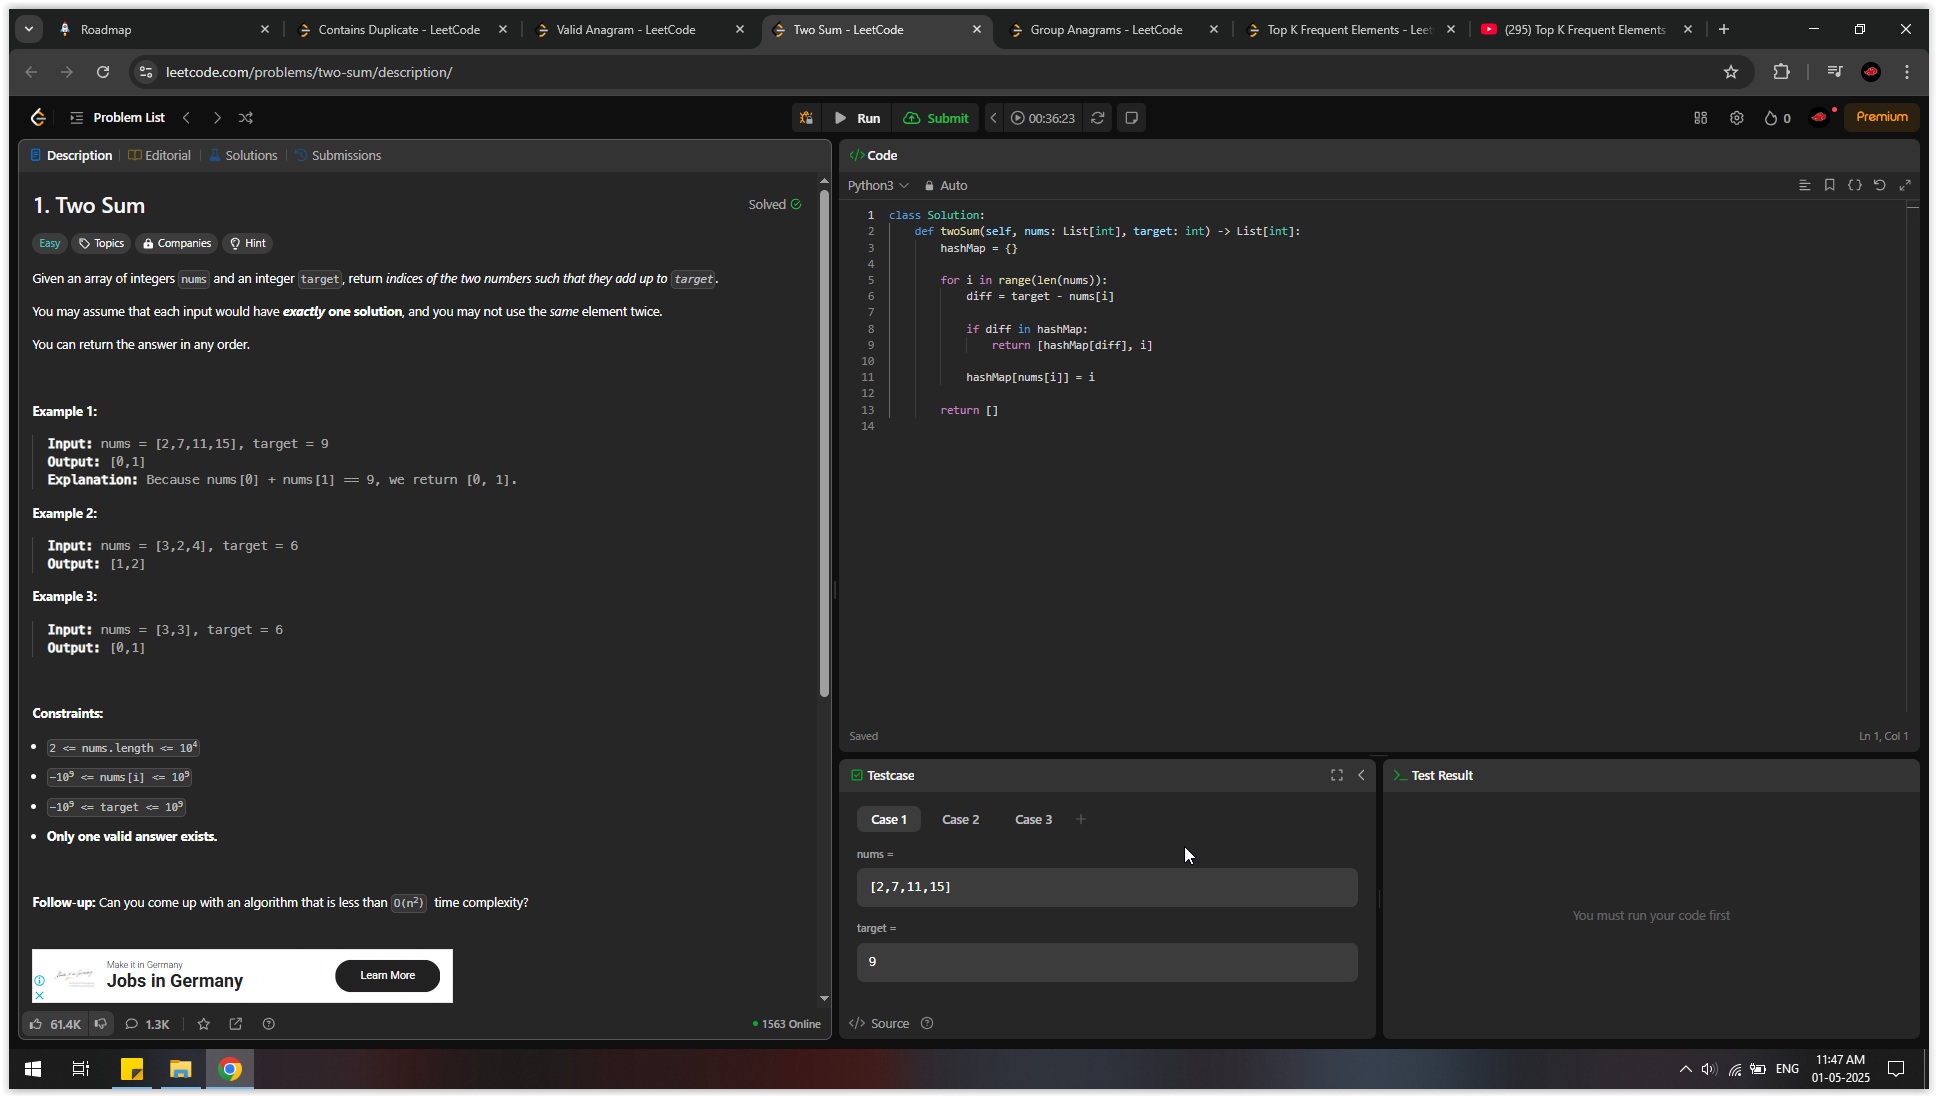 Roadmap
Contains Duplicate - LeetCode
Valid Anagram - LeetCode
Two Sum - LeetCode
Group Anagrams - LeetCode
Top K Frequent Elements - Leet
(295) Top K Frequent Elements
leetcode.com/problems/two-sum/description/
Problem List
Run
Submit
00:36:23
0
Premium
Description
Editorial
Solutions
Submissions
1. Two Sum
Solved
Easy
Topics
Companies
Hint
Given an array of integers nums and an integer target, return indices of the two numbers such that they add up to target.
You may assume that each input would have exactly one solution, and you may not use the same element twice.
You can return the answer in any order.
Example 1:
Input: nums = [2,7,11,15], target = 9
Output: [0,1]
Explanation: Because nums[0] + nums[1] == 9, we return [0, 1].
Example 2:
Input: nums = [3,2,4], target = 6
Output: [1,2]
Example 3:
Input: nums = [3,3], target = 6
Output: [0,1]
Constraints:
2 <= nums.length <= 10⁴
-10⁹ <= nums[i] <= 10⁹
-10⁹ <= target <= 10⁹
Only one valid answer exists.
Follow-up: Can you come up with an algorithm that is less than O(n²) time complexity?
Make it in Germany
Jobs in Germany
Learn More
61.4K
1.3K
1563 Online
</> Code
Python3
Auto
1 class Solution:
2     def twoSum(self, nums: List[int], target: int) -> List[int]:
3         hashMap = {}
4
5         for i in range(len(nums)):
6             diff = target - nums[i]
7
8             if diff in hashMap:
9                 return [hashMap[diff], i]
10
11             hashMap[nums[i]] = i
12
13         return []
14
Saved
Ln 1, Col 1
Testcase
Case 1
Case 2
Case 3
nums =
[2,7,11,15]
target =
9
</> Source
Test Result
You must run your code first
ENG
11:47 AM
01-05-2025